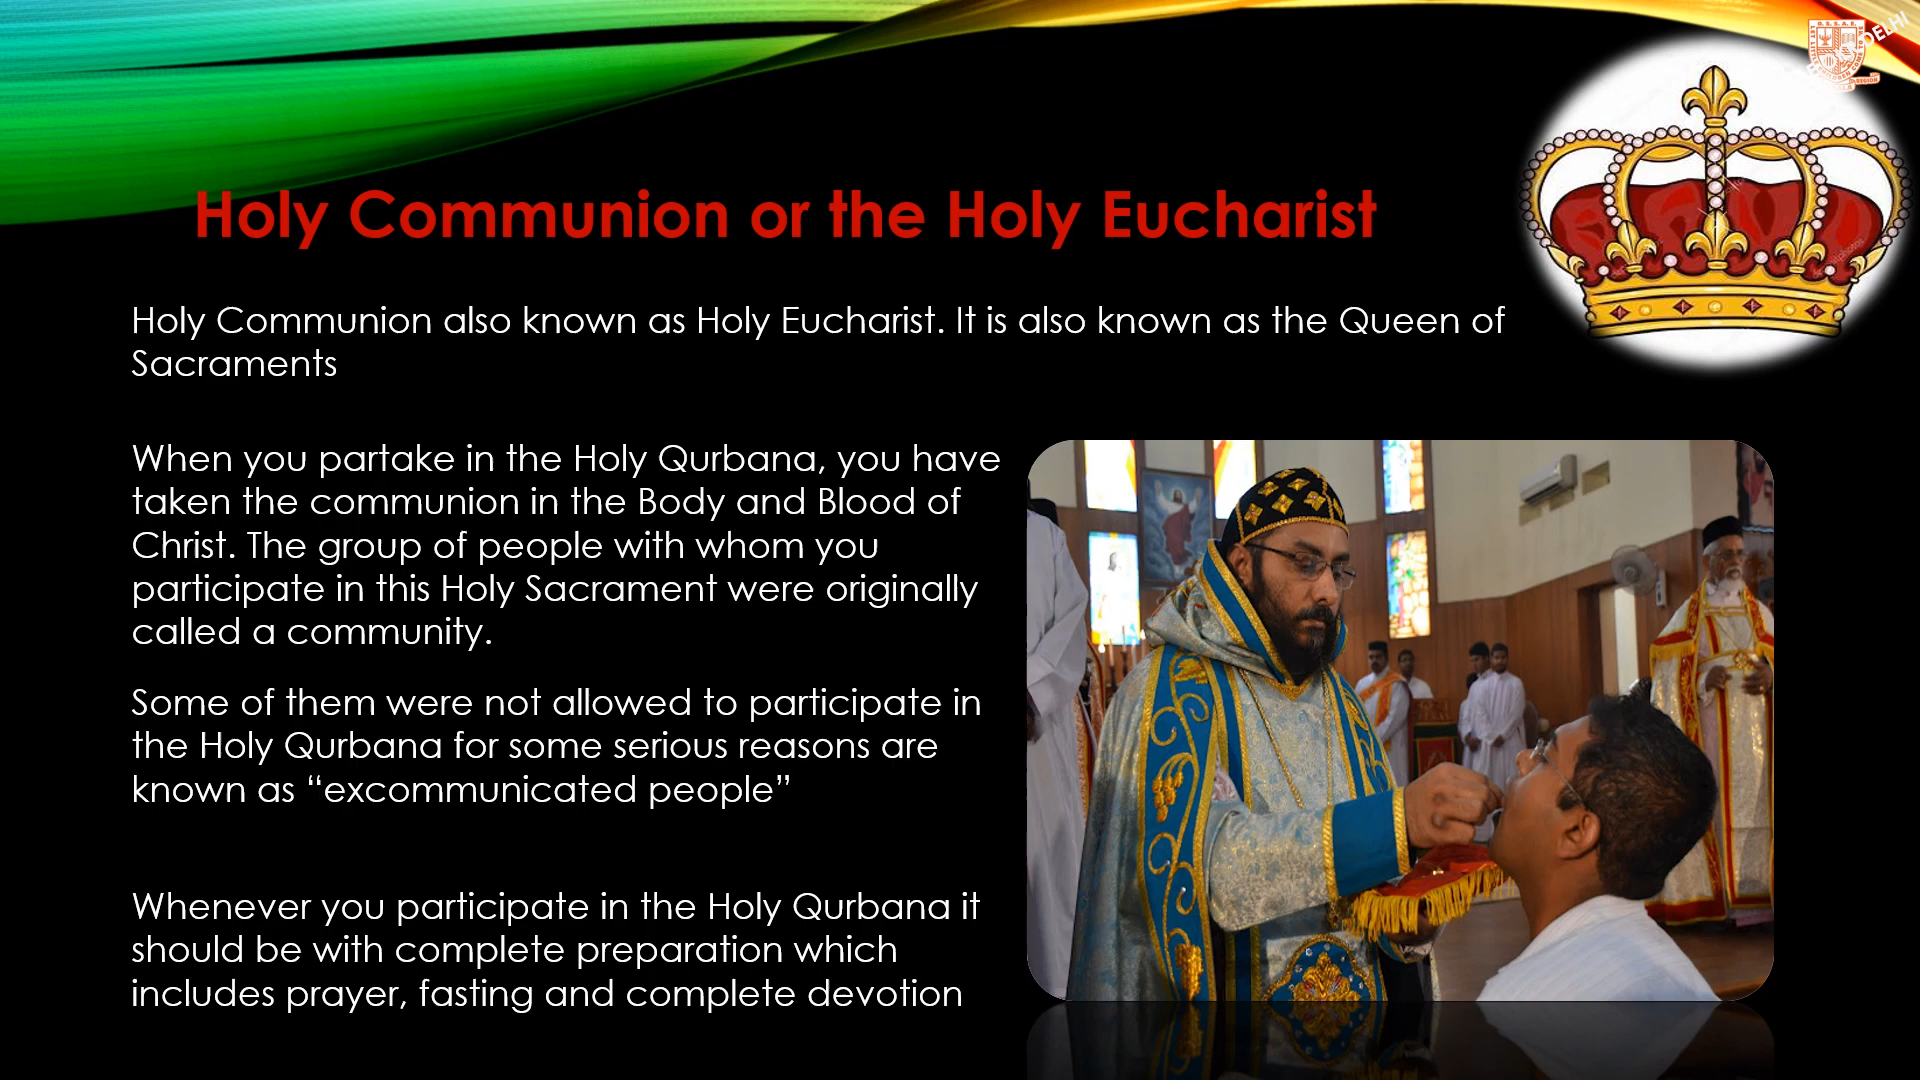 Holy Communion or the Holy Eucharist
Holy Communion also known as Holy Eucharist. It is also known as the Queen of
Sacraments
When you partake in the Holy Qurbana, you have
taken the communion in the Body and Blood of
Christ. The group of people with whom you
participate in this Holy Sacrament were originally
called a community.
Some of them were not allowed to participate in
the Holy Qurbana for some serious reasons are
known as “excommunicated people”
Whenever you participate in the Holy Qurbana it
should be with complete preparation which
includes prayer, fasting and complete devotion
DELHI